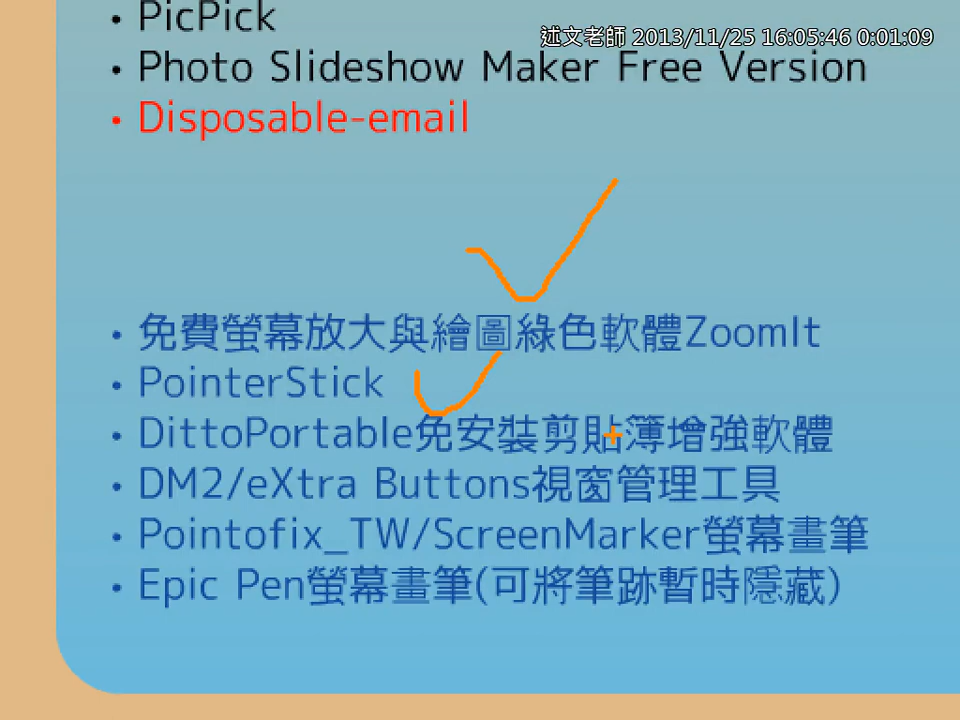 • PicPick
述文老師 2013/11/25 16:05:46 0:01:09
• Photo Slideshow Maker Free Version
• Disposable-email
• 免費螢幕放大與繪圖綠色軟體ZoomIt
• PointerStick
• DittoPortable免安裝剪貼簿增強軟體
• DM2/eXtra Buttons視窗管理工具
• Pointofix_TW/ScreenMarker螢幕畫筆
• Epic Pen螢幕畫筆(可將筆跡暫時隱藏)